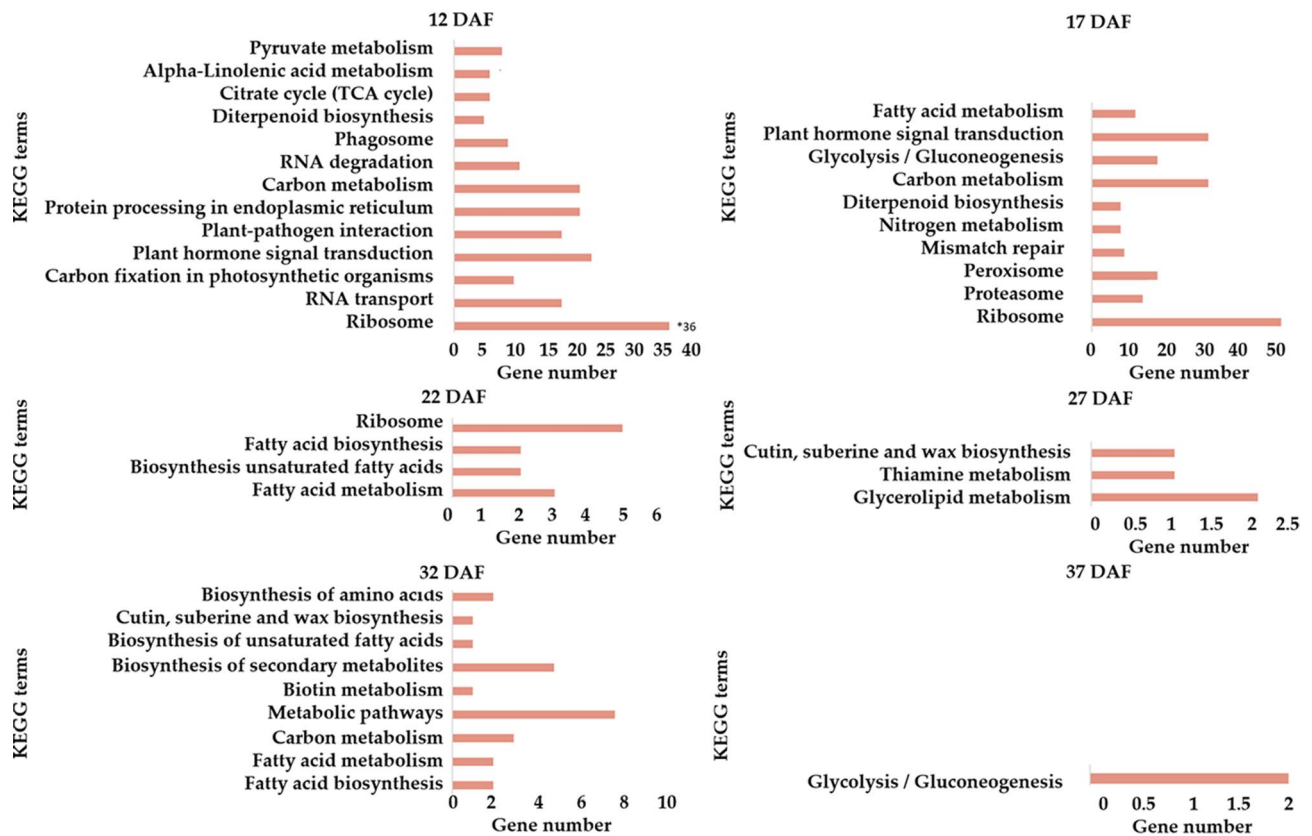 12 DAF
KEGG terms
Pyruvate metabolism
Alpha-Linolenic acid metabolism
Citrate cycle (TCA cycle)
Diterpenoid biosynthesis
Phagosome
RNA degradation
Carbon metabolism
Protein processing in endoplasmic reticulum
Plant-pathogen interaction
Plant hormone signal transduction
Carbon fixation in photosynthetic organisms
RNA transport
Ribosome
*36
0 5 10 15 20 25 30 35 40
Gene number
17 DAF
KEGG terms
Fatty acid metabolism
Plant hormone signal transduction
Glycolysis / Gluconeogenesis
Carbon metabolism
Diterpenoid biosynthesis
Nitrogen metabolism
Mismatch repair
Peroxisome
Proteasome
Ribosome
0 10 20 30 40 50
Gene number
22 DAF
KEGG terms
Ribosome
Fatty acid biosynthesis
Biosynthesis unsaturated fatty acids
Fatty acid metabolism
0 1 2 3 4 5 6
Gene number
27 DAF
KEGG terms
Cutin, suberine and wax biosynthesis
Thiamine metabolism
Glycerolipid metabolism
0 0.5 1 1.5 2 2.5
Gene number
32 DAF
KEGG terms
Biosynthesis of amino acids
Cutin, suberine and wax biosynthesis
Biosynthesis of unsaturated fatty acids
Biosynthesis of secondary metabolites
Biotin metabolism
Metabolic pathways
Carbon metabolism
Fatty acid metabolism
Fatty acid biosynthesis
0 2 4 6 8 10
Gene number
37 DAF
KEGG terms
Glycolysis / Gluconeogenesis
0 0.5 1 1.5 2
Gene number